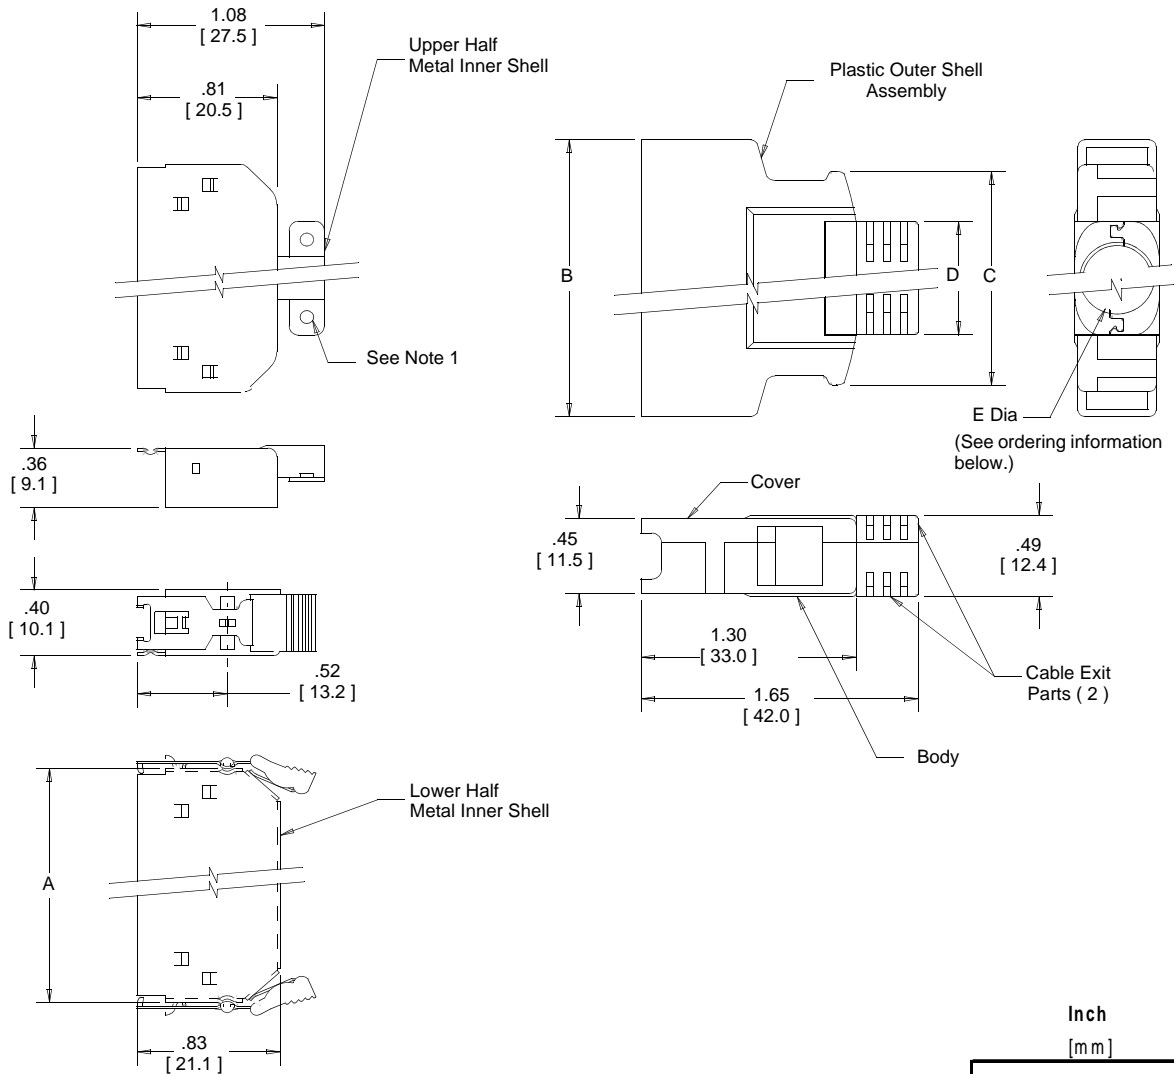 1.08
[ 27.5 ]
.81
[ 20.5 ]
Upper Half
Metal Inner Shell
See Note 1
.36
[ 9.1 ]
.40
[ 10.1 ]
.52
[ 13.2 ]
A
Lower Half
Metal Inner Shell
.83
[ 21.1 ]
Plastic Outer Shell
Assembly
B
D
C
E Dia
(See ordering information
below.)
Cover
.45
[ 11.5 ]
.49
[ 12.4 ]
1.30
[ 33.0 ]
1.65
[ 42.0 ]
Cable Exit
Parts ( 2 )
Body
Inch
[mm]